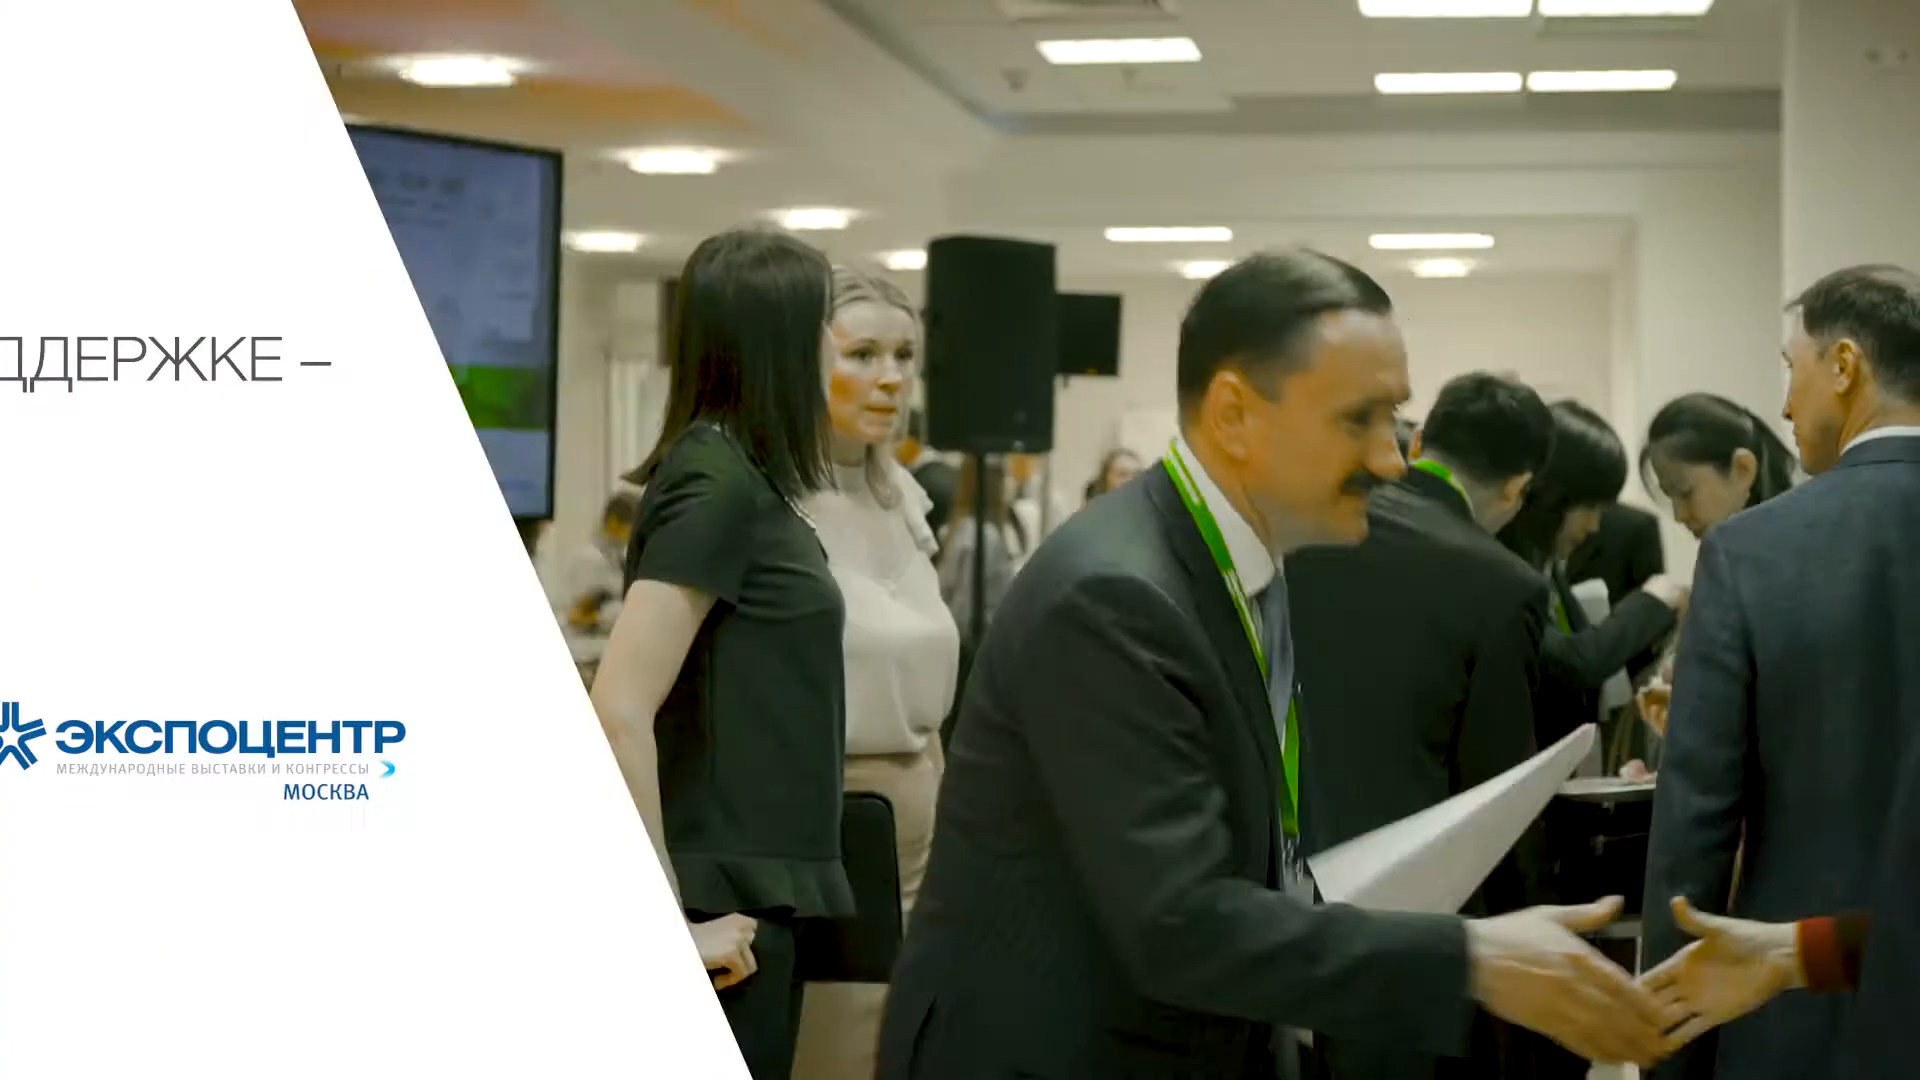 ДДЕРЖКЕ –
ЭКСПОЦЕНТР
МЕЖДУНАРОДНЫЕ ВЫСТАВКИ И КОНГРЕССЫ
МОСКВА